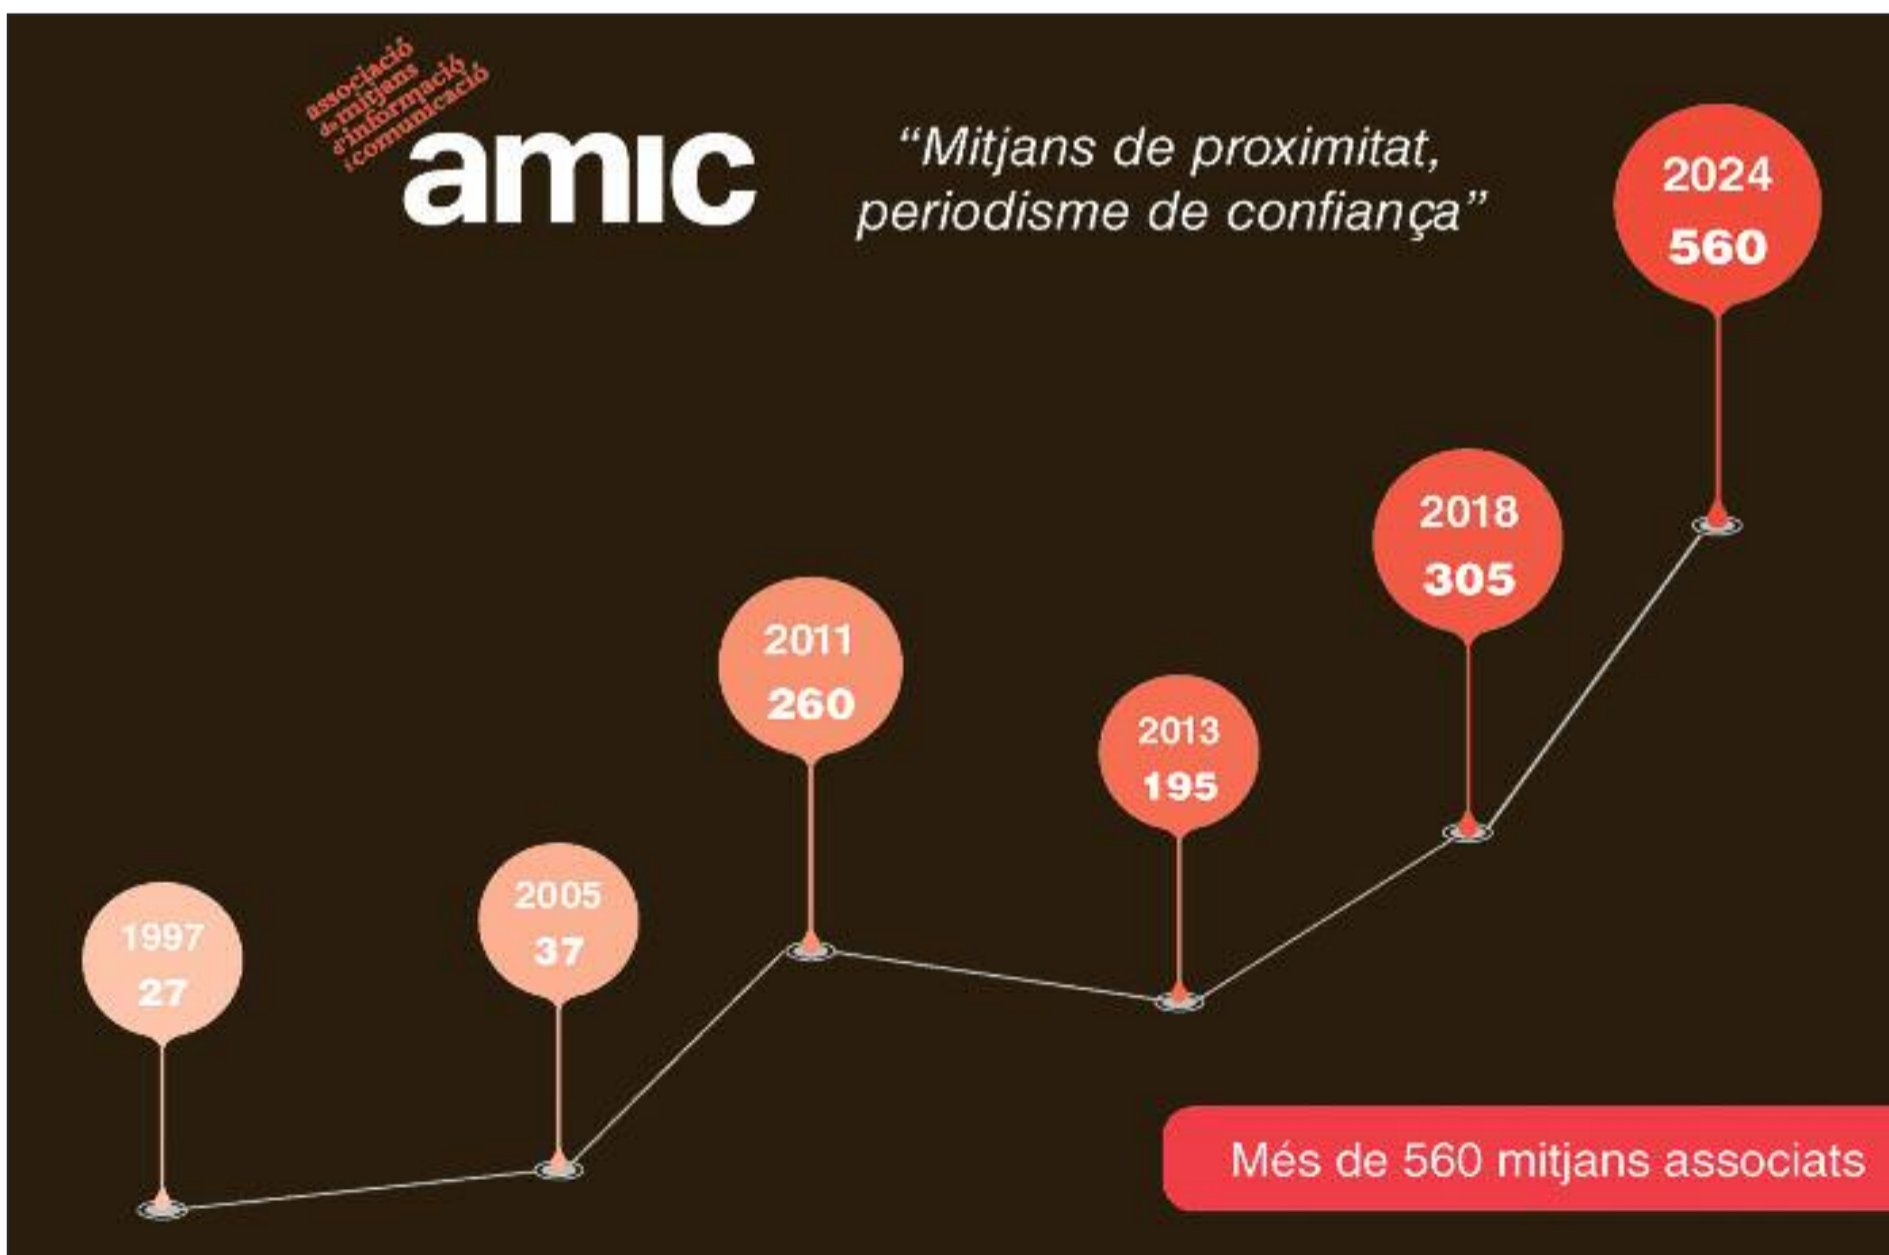 associació
de mitjans
d'informació
i comunicació
amic
“Mitjans de proximitat,
periodisme de confiança”
2024
560
2018
305
2011
260
2013
195
2005
37
1997
27
Més de 560 mitjans associats